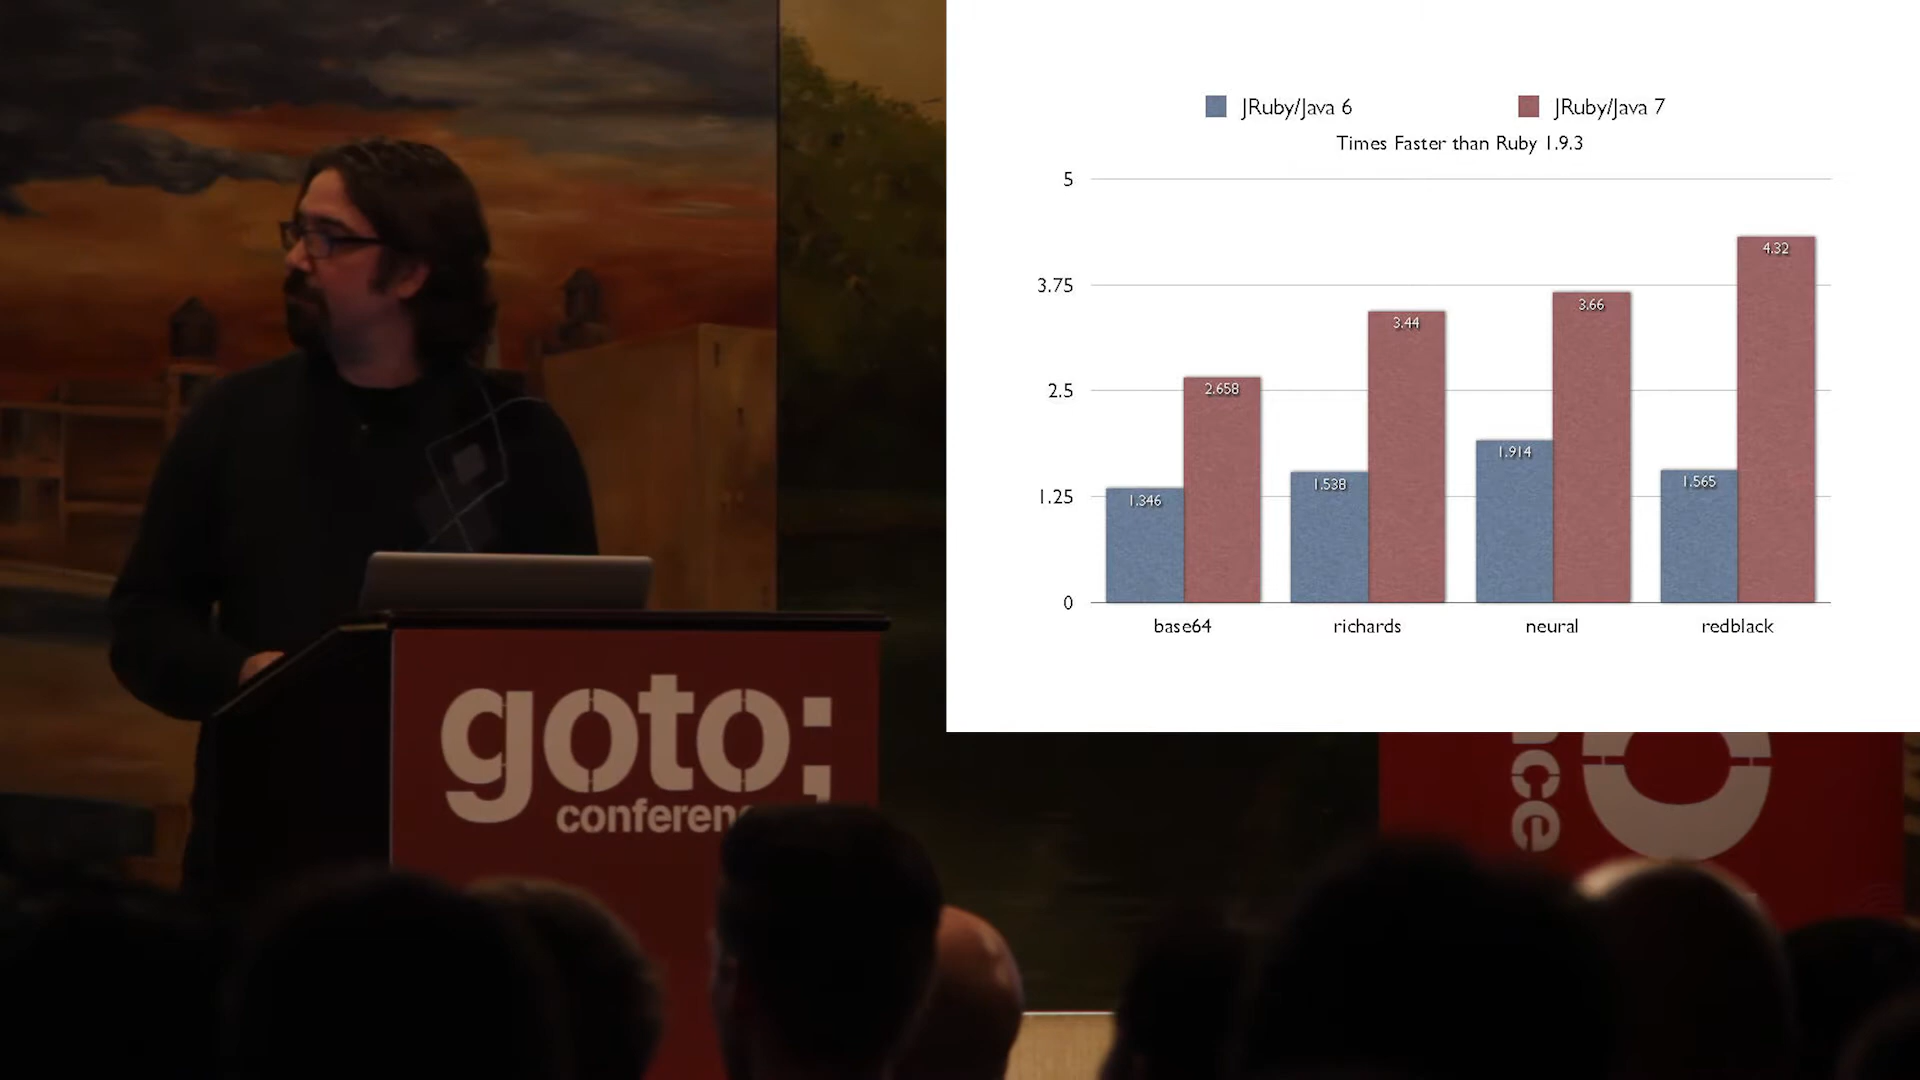 JRuby/Java 6
JRuby/Java 7
Times Faster than Ruby 1.9.3
5
3.75
2.5
1.25
0
1.346
2.658
1.538
3.44
1.914
3.66
1.565
4.32
base64
richards
neural
redblack
goto;